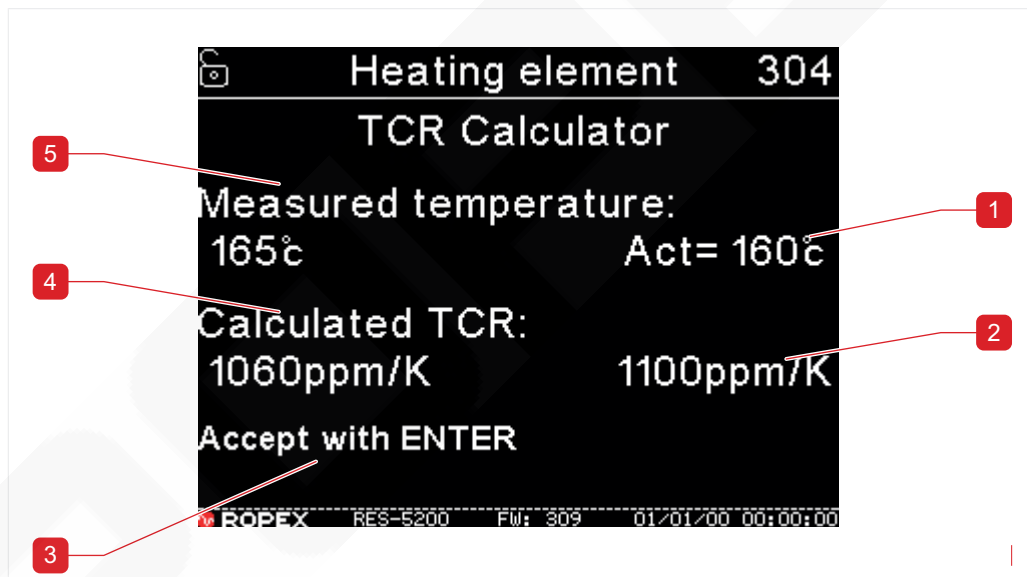 Heating element 304
TCR Calculator
5
Measured temperature:
1
165°c Act= 160°c
4
Calculated TCR:
2
1060ppm/K 1100ppm/K
Accept with ENTER
ROPEX RES-5200 FW: 309 01/01/00 00:00:00
3